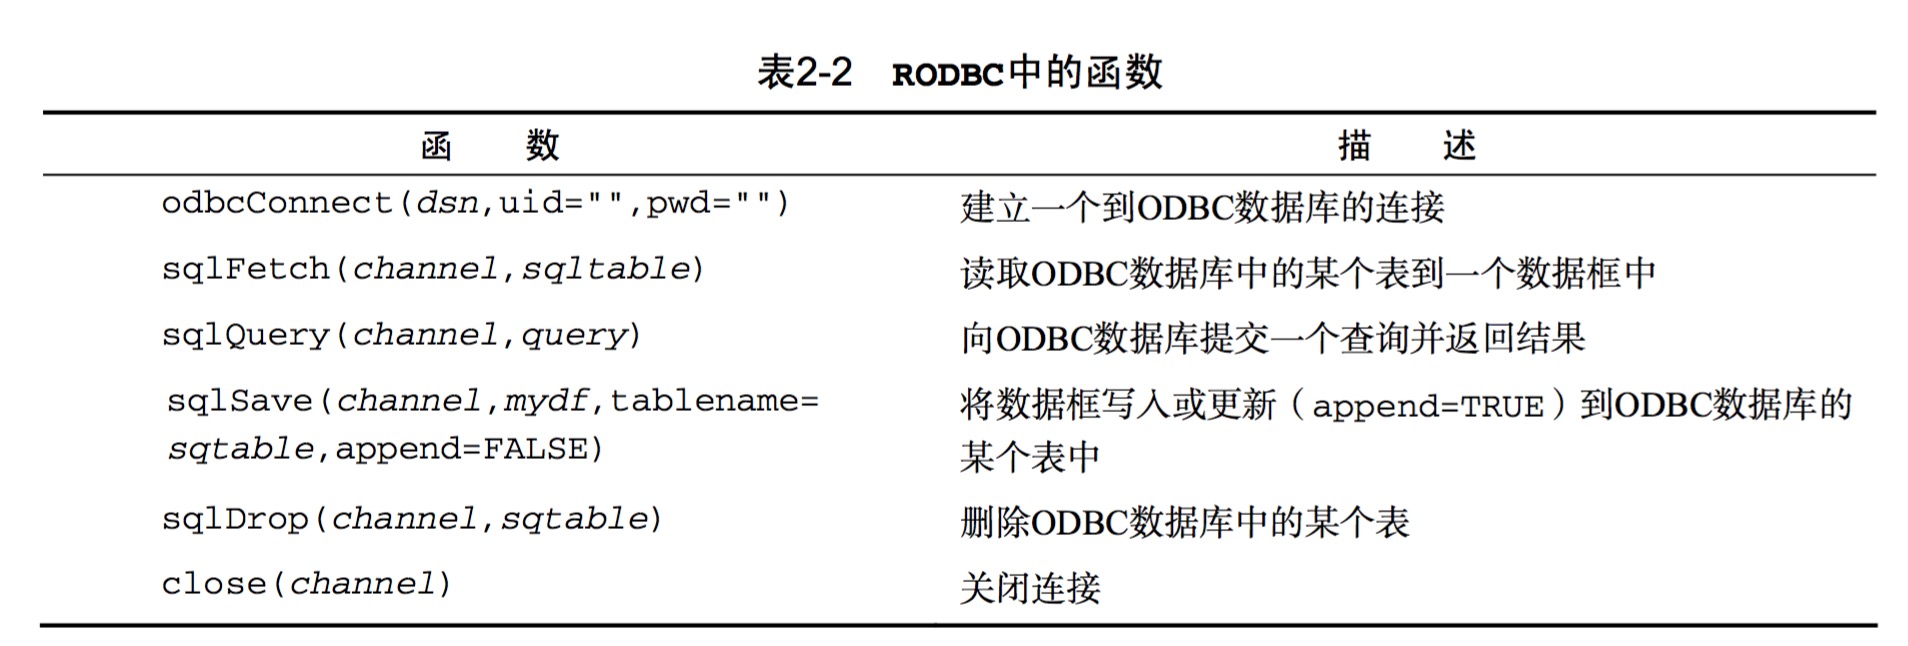 表2-2 RODBC中的函数
函 数 描 述
odbcConnect(dsn,uid="",pwd="") 建立一个到ODBC数据库的连接
sqlFetch(channel,sqltable) 读取ODBC数据库中的某个表到一个数据框中
sqlQuery(channel,query) 向ODBC数据库提交一个查询并返回结果
sqlSave(channel,mydf,tablename= 将数据框写入或更新（append=TRUE）到ODBC数据库的
sqtable,append=FALSE) 某个表中
sqlDrop(channel,sqtable) 删除ODBC数据库中的某个表
close(channel) 关闭连接